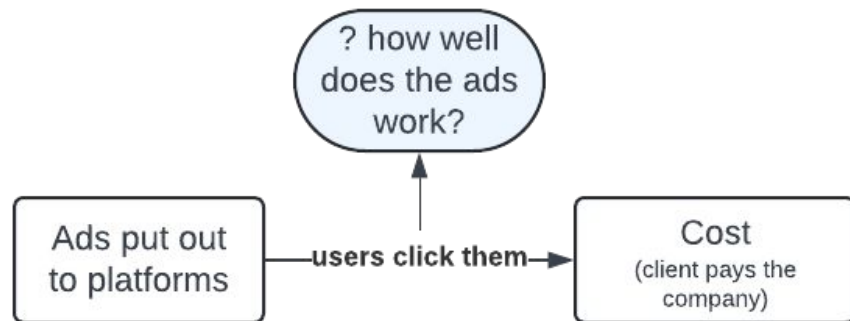 ? how well
does the ads
work?
Ads put out
to platforms
users click them
Cost
(client pays the
company)